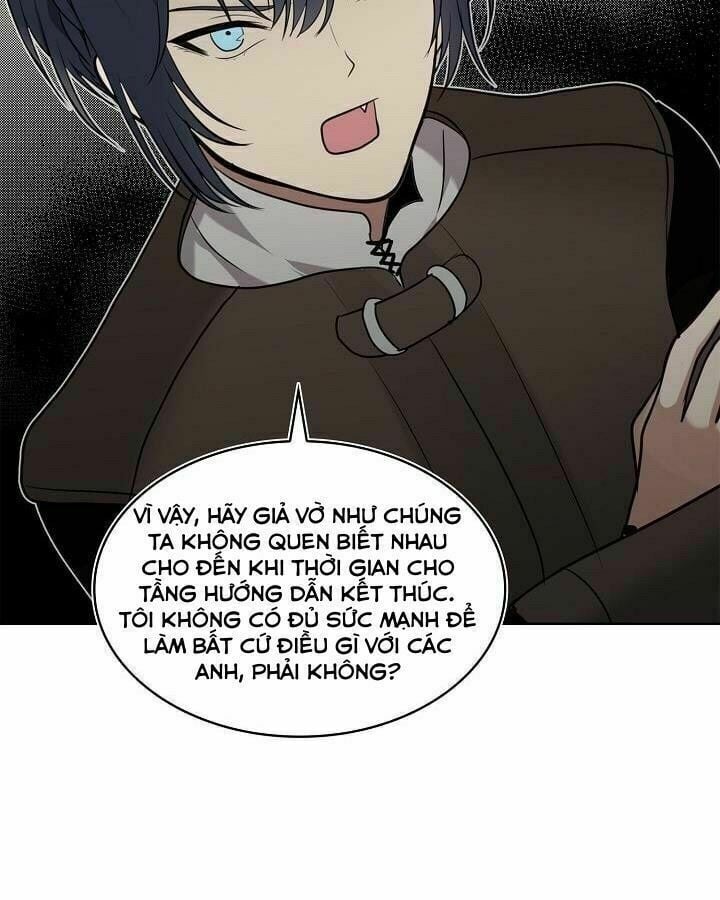 VÌ VẬY, HÃY GIẢ VỜ NHƯ CHÚNG
TA KHÔNG QUEN BIẾT NHAU
CHO ĐẾN KHI THỜI GIAN CHO
TẦNG HƯỚNG DẪN KẾT THÚC.
TÔI KHÔNG CÓ ĐỦ SỨC MẠNH ĐỂ
LÀM BẤT CỨ ĐIỀU GÌ VỚI CÁC
ANH, PHẢI KHÔNG?